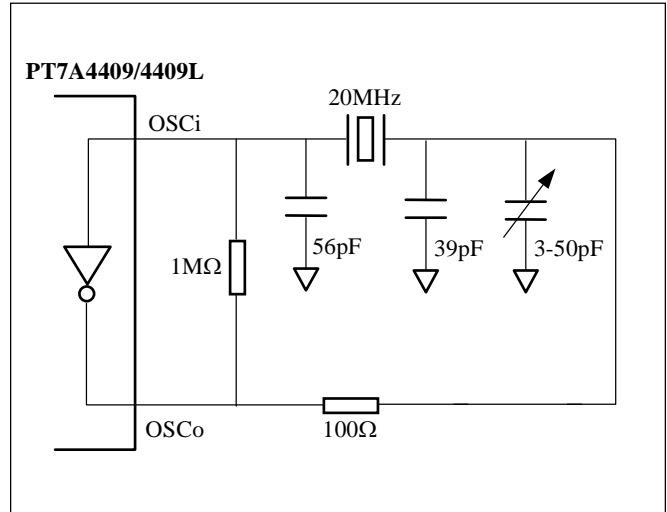 PT7A4409/4409L
20MHz
OSCi
56pF
39pF
3-50pF
1MΩ
OSCo
100Ω